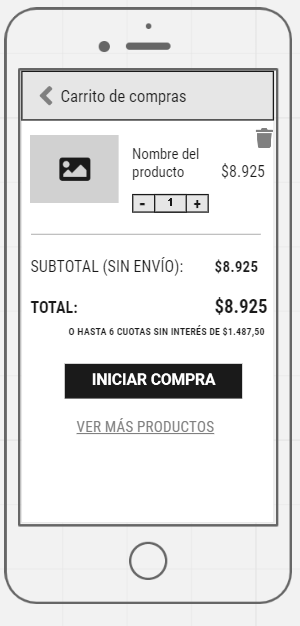 Carrito de compras
Nombre del
producto
$8.925
- 1 +
SUBTOTAL (SIN ENVÍO): $8.925
TOTAL: $8.925
O HASTA 6 CUOTAS SIN INTERÉS DE $1.487,50
INICIAR COMPRA
VER MÁS PRODUCTOS